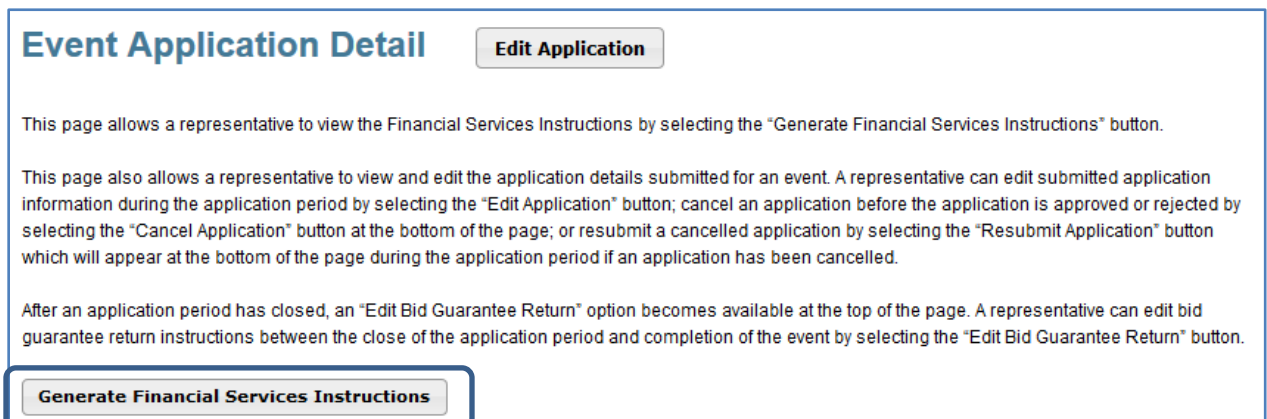 Event Application Detail
Edit Application
This page allows a representative to view the Financial Services Instructions by selecting the “Generate Financial Services Instructions” button.
This page also allows a representative to view and edit the application details submitted for an event. A representative can edit submitted application
information during the application period by selecting the “Edit Application” button; cancel an application before the application is approved or rejected by
selecting the “Cancel Application” button at the bottom of the page; or resubmit a cancelled application by selecting the “Resubmit Application” button
which will appear at the bottom of the page during the application period if an application has been cancelled.
After an application period has closed, an “Edit Bid Guarantee Return” option becomes available at the top of the page. A representative can edit bid
guarantee return instructions between the close of the application period and completion of the event by selecting the “Edit Bid Guarantee Return” button.
Generate Financial Services Instructions